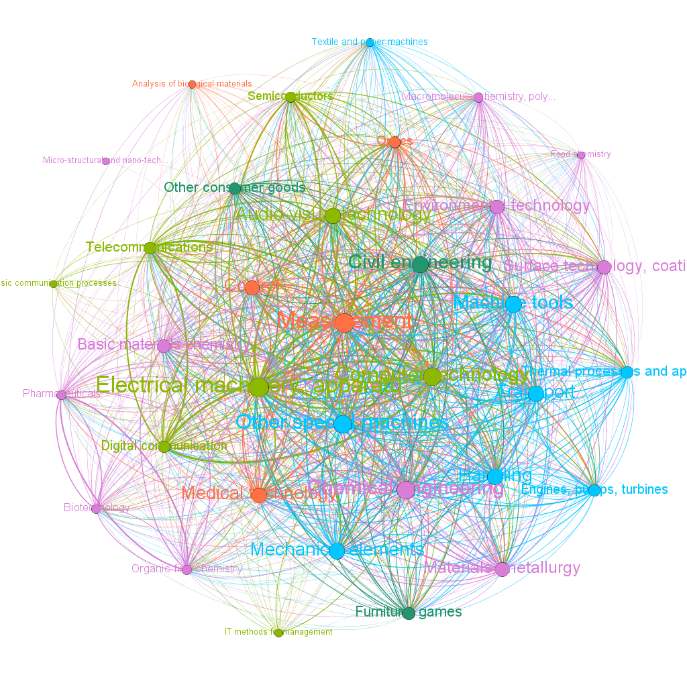 Textile and paper machines
Analysis of biological materials
Semiconductors
Macromolecular chemistry, poly...
Optics
Food chemistry
Micro-structural and nano-tech...
Other consumer goods
Environmental technology
Audio-visual technology
Telecommunications
Civil engineering
Surface technology, coati
sic communication processes
Control
Machine tools
Measurement
Basic materials chemistry
Thermal processes and ap
Computer technology
Electrical machinery, apparatu
Pharmaceuticals
Transport
Other special machines
Digital communication
Handling
Medical technology
Chemical engineering
Engines, pumps, turbines
Biotechnology
Mechanical elements
Organic fine chemistry
Materials, metallurgy
Furniture, games
IT methods for management